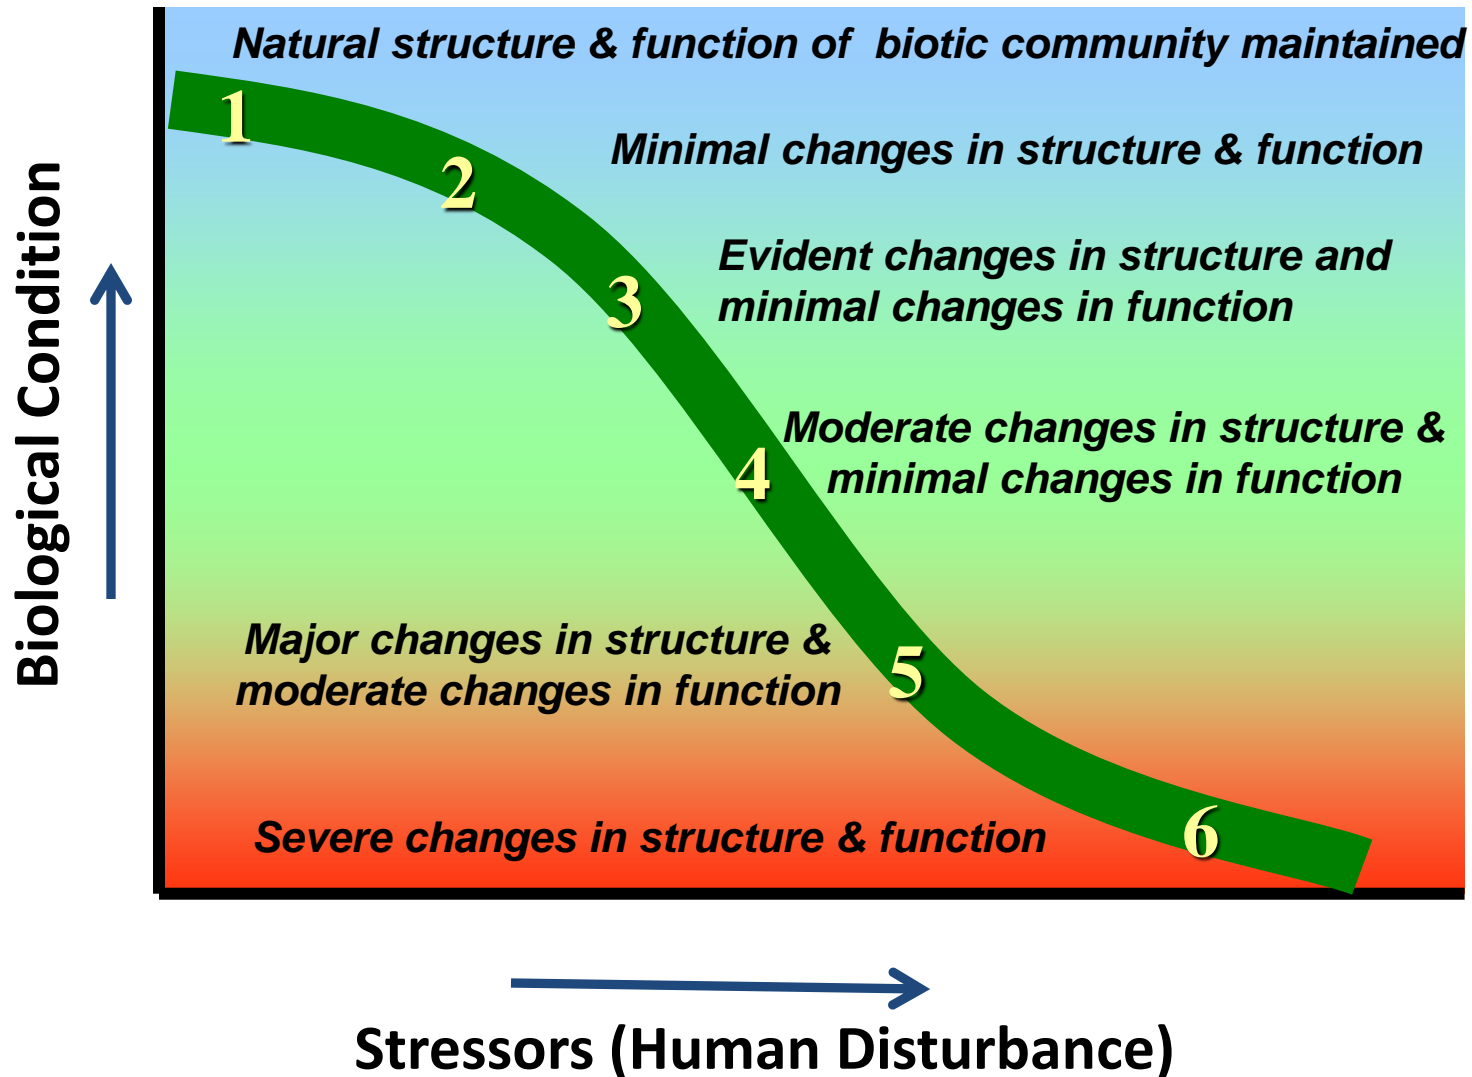 Natural structure & function of biotic community maintained
1
Minimal changes in structure & function
2
Evident changes in structure and
minimal changes in function
3
Moderate changes in structure &
minimal changes in function
4
Major changes in structure &
moderate changes in function
5
Severe changes in structure & function
6
Biological Condition
Stressors (Human Disturbance)